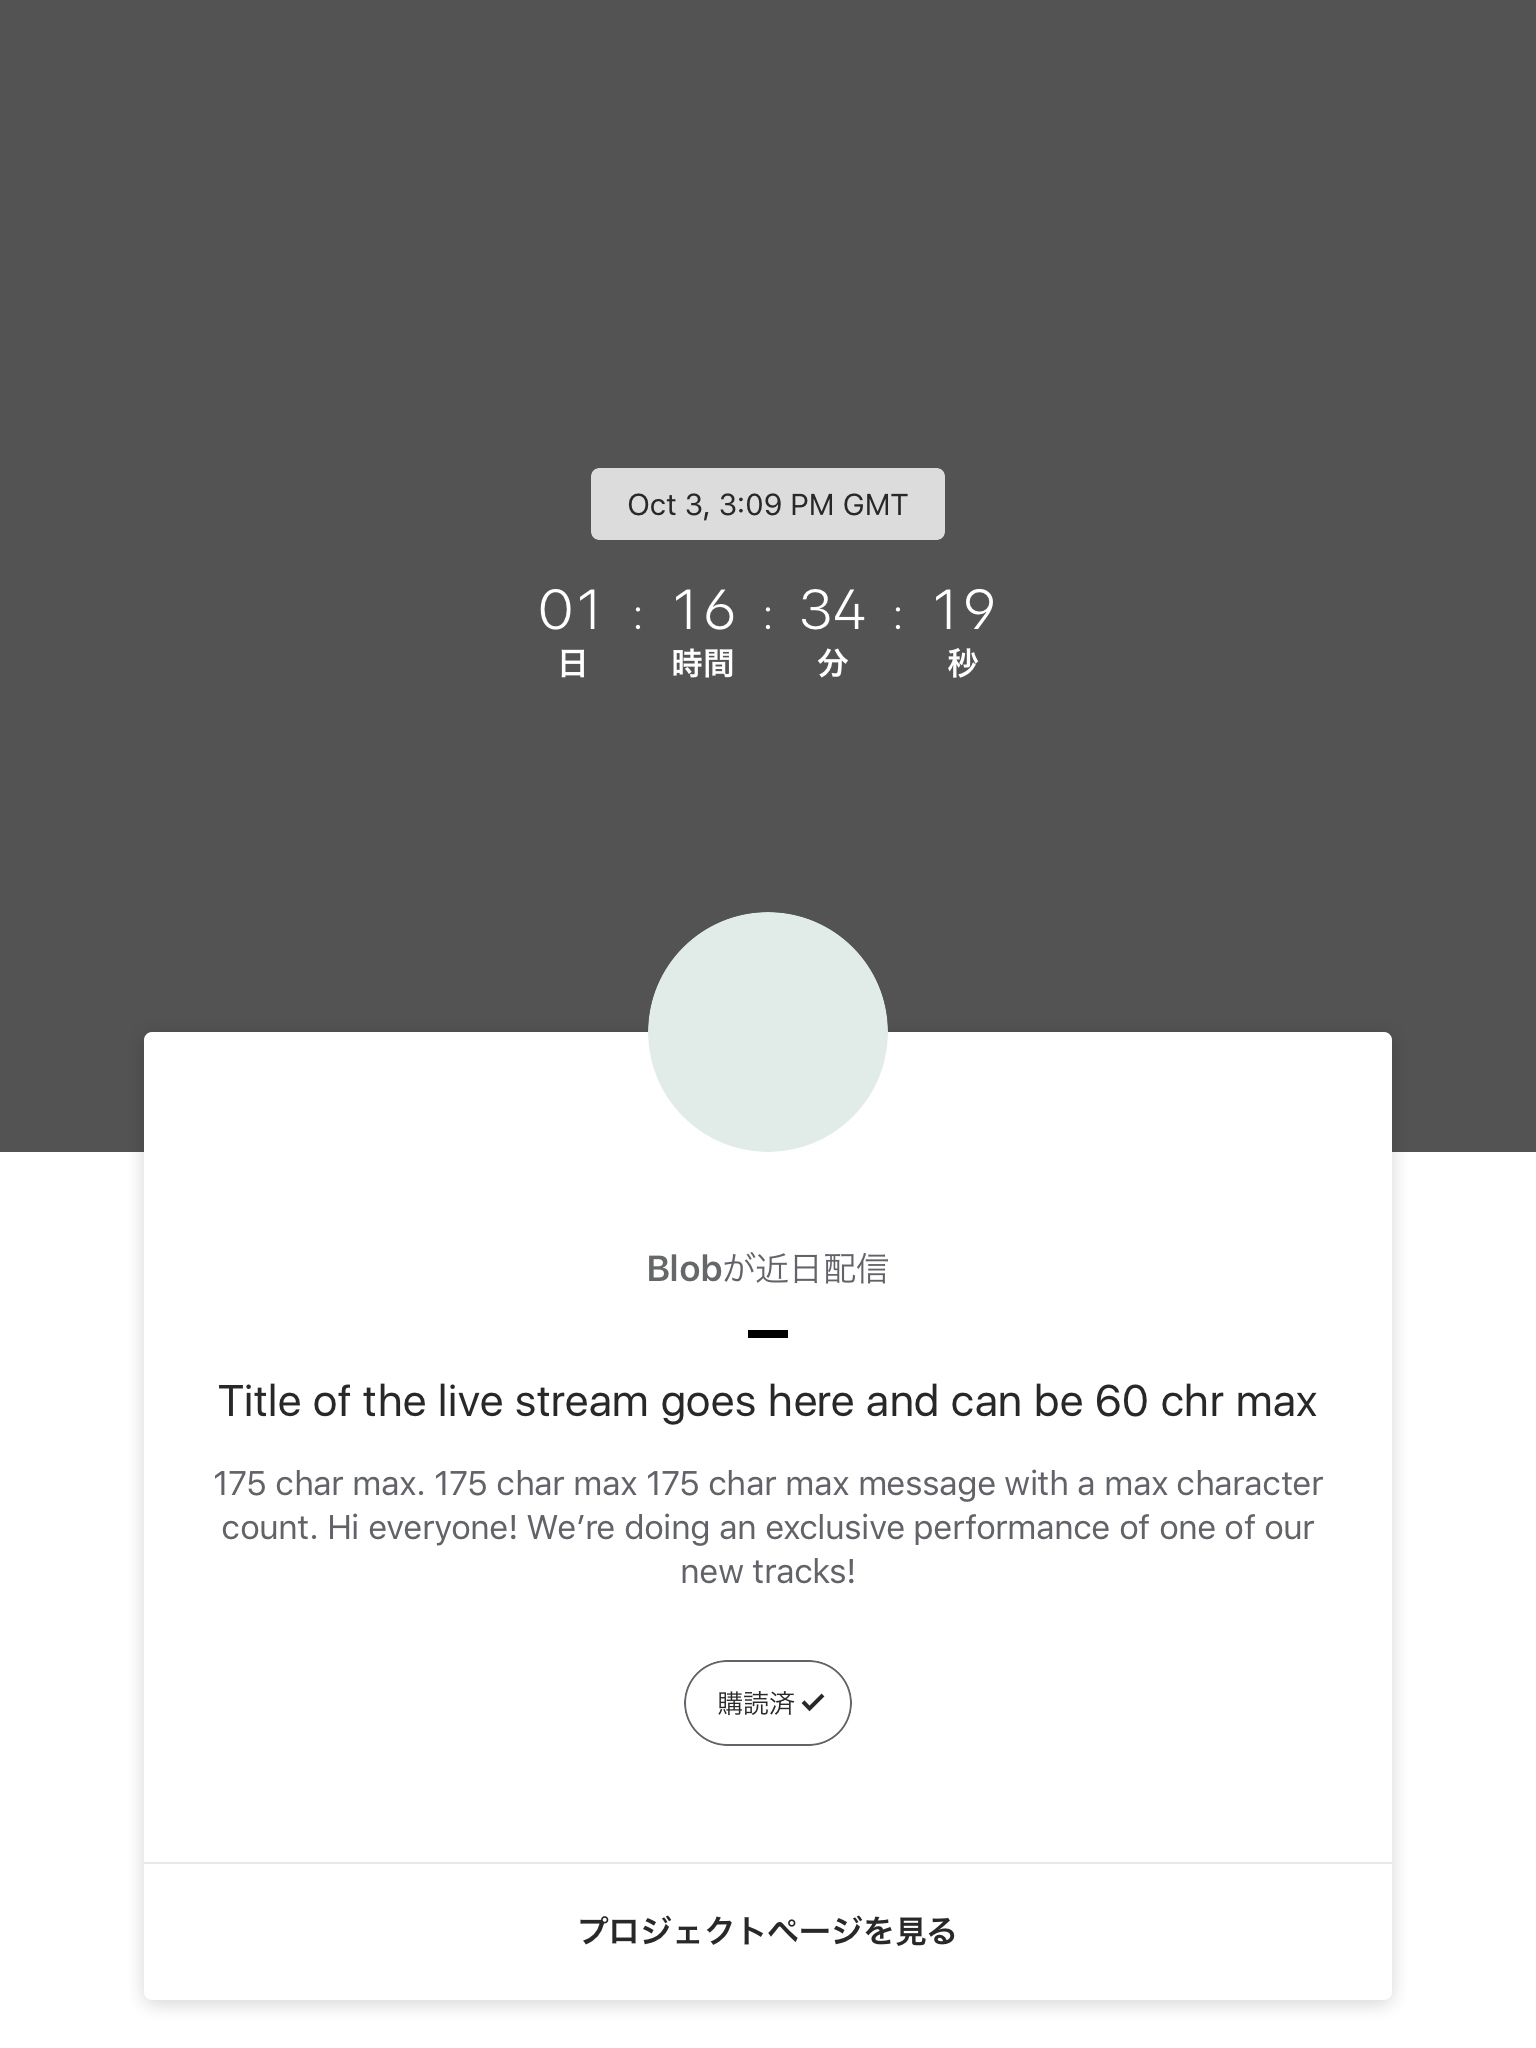 Oct 3, 3:09 PM GMT
01 : 16 : 34 : 19
日 時間 分 秒
Blobが近日配信
Title of the live stream goes here and can be 60 chr max
175 char max. 175 char max 175 char max message with a max character
count. Hi everyone! We’re doing an exclusive performance of one of our
new tracks!
購読済
プロジェクトページを見る